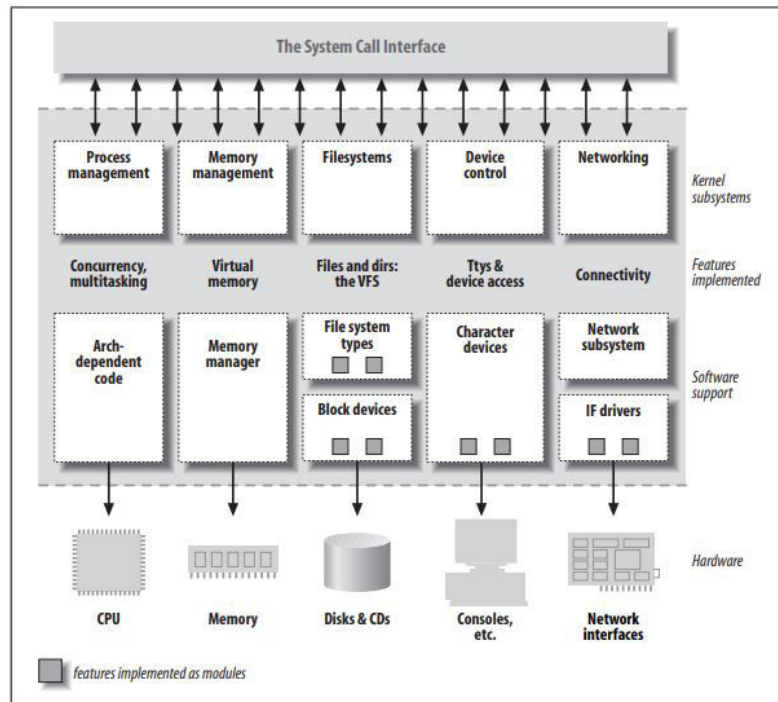 The System Call Interface
Process
management
Memory
management
Filesystems
Device
control
Networking
Kernel
subsystems
Concurrency,
multitasking
Virtual
memory
Files and dirs:
the VFS
Ttys &
device access
Connectivity
Features
implemented
Arch-
dependent
code
Memory
manager
File system
types
Block devices
Character
devices
Network
subsystem
IF drivers
Software
support
CPU
Memory
Disks & CDs
Consoles,
etc.
Network
interfaces
Hardware
features implemented as modules